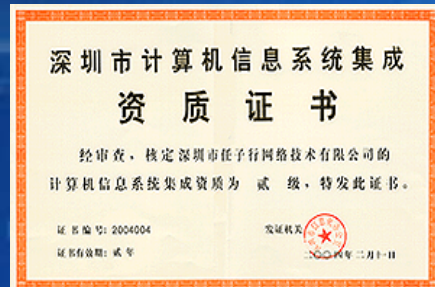 深圳市计算机信息系统集成
资质证书
经审查，核定深圳市任子行网络技术有限公司的
计算机信息系统集成资质为 贰 级，特发此证书。
证书编号: 2004004
发证机关
证书有效期: 贰年
二〇〇四年二月十一日